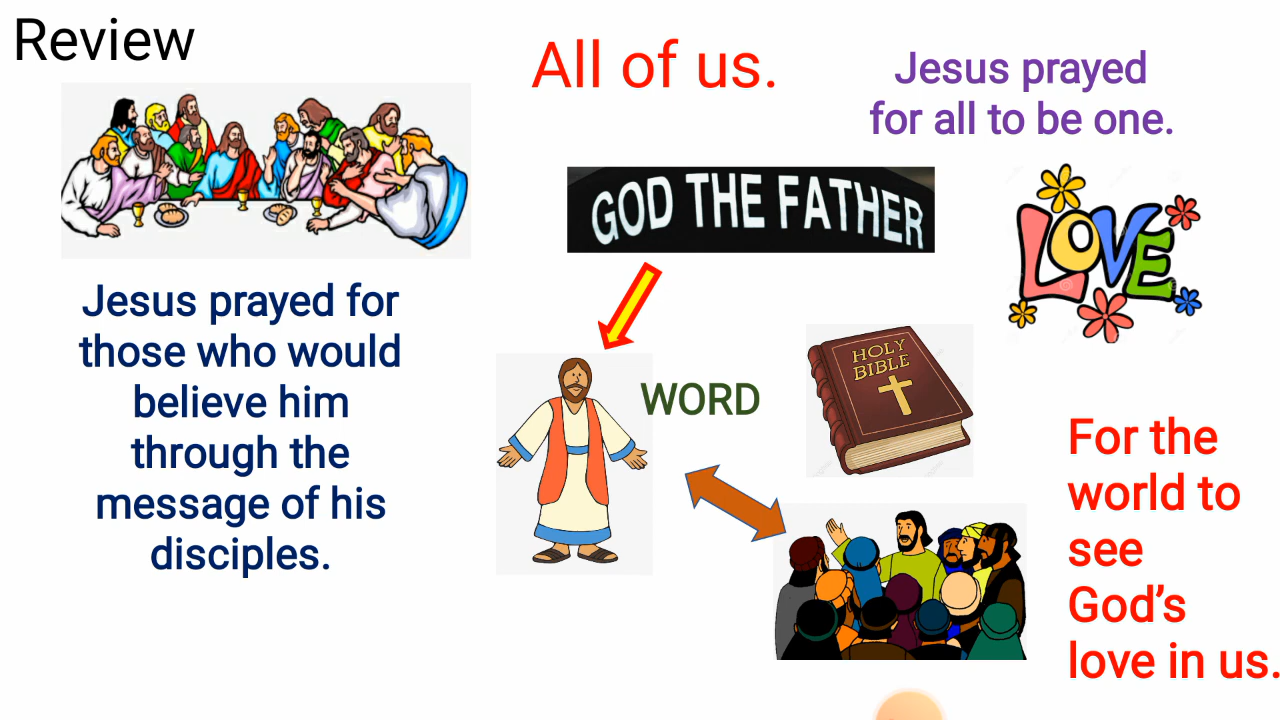 Review
All of us.
Jesus prayed
for all to be one.
GOD THE FATHER
LOVE
Jesus prayed for
those who would
believe him
through the
message of his
disciples.
WORD
HOLY
BIBLE
For the
world to
see
God’s
love in us.